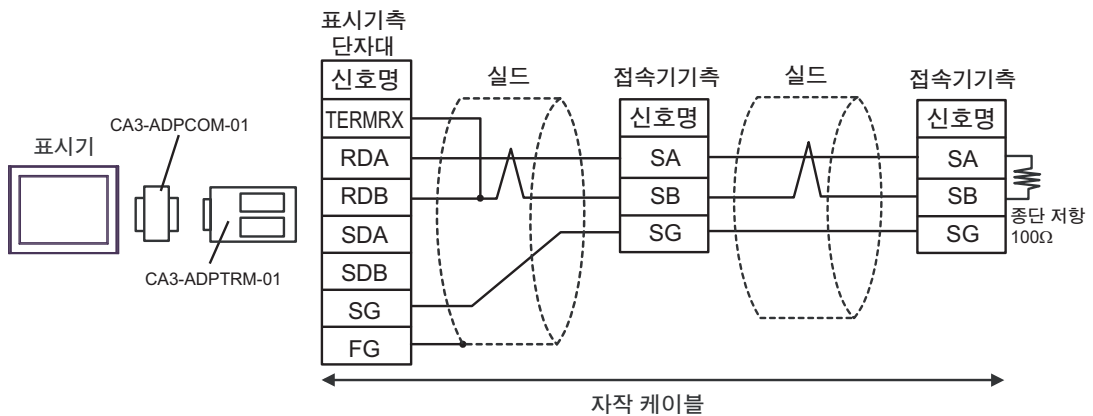 표시기
CA3-ADPCOM-01
CA3-ADPTRM-01
표시기측
단자대
신호명
TERMRX
RDA
RDB
SDA
SDB
SG
FG
실드
접속기기측
신호명
SA
SB
SG
실드
접속기기측
신호명
SA
SB
SG
종단 저항
100Ω
자작 케이블